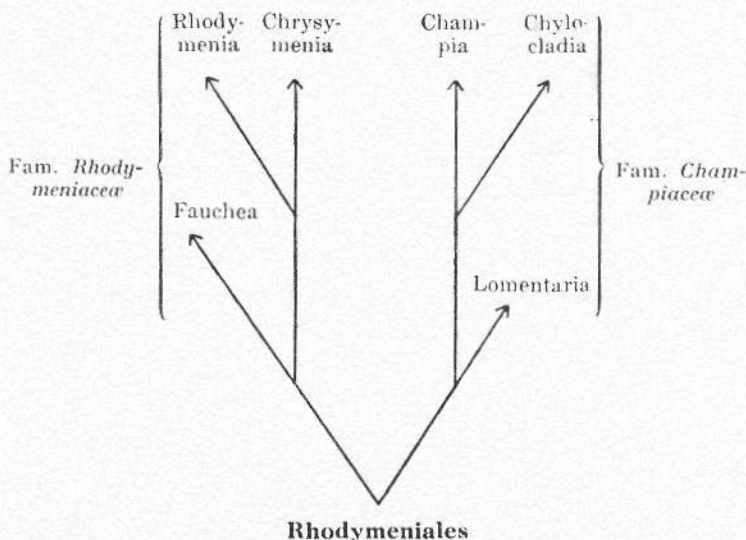 Rhody-
menia
Chrysy-
menia
Cham-
pia
Chylo-
cladia
Fam. Rhody-
meniaceæ
Fam. Cham-
piaceæ
Fauchea
Lomentaria
Rhodymeniales